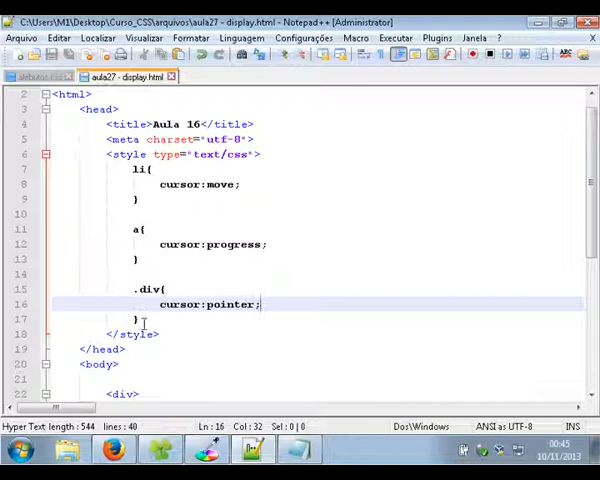 C:\Users\M1\Desktop\Curso_CSS\arquivos\aula27 - display.html - Notepad++ [Administrator]
Arquivo Editar Localizar Visualizar Formatar Linguagem Configurações Macro Executar Plugins Janela ? X
aula27 - display.html
2 <html>
3 <head>
4 <title>Aula 16</title>
5 <meta charset="utf-8">
6 <style type="text/css">
7 li{
8 cursor:move;
9 }
10
11 a{
12 cursor:progress;
13 }
14
15 .div{
16 cursor:pointer;
17 }
18 </style>
19 </head>
20 <body>
22 <div>
Hyper Text length : 544 lines : 40 Ln : 16 Col : 32 Sel : 0 | 0 Dos\Windows ANSI as UTF-8 INS
00:45
10/11/2013